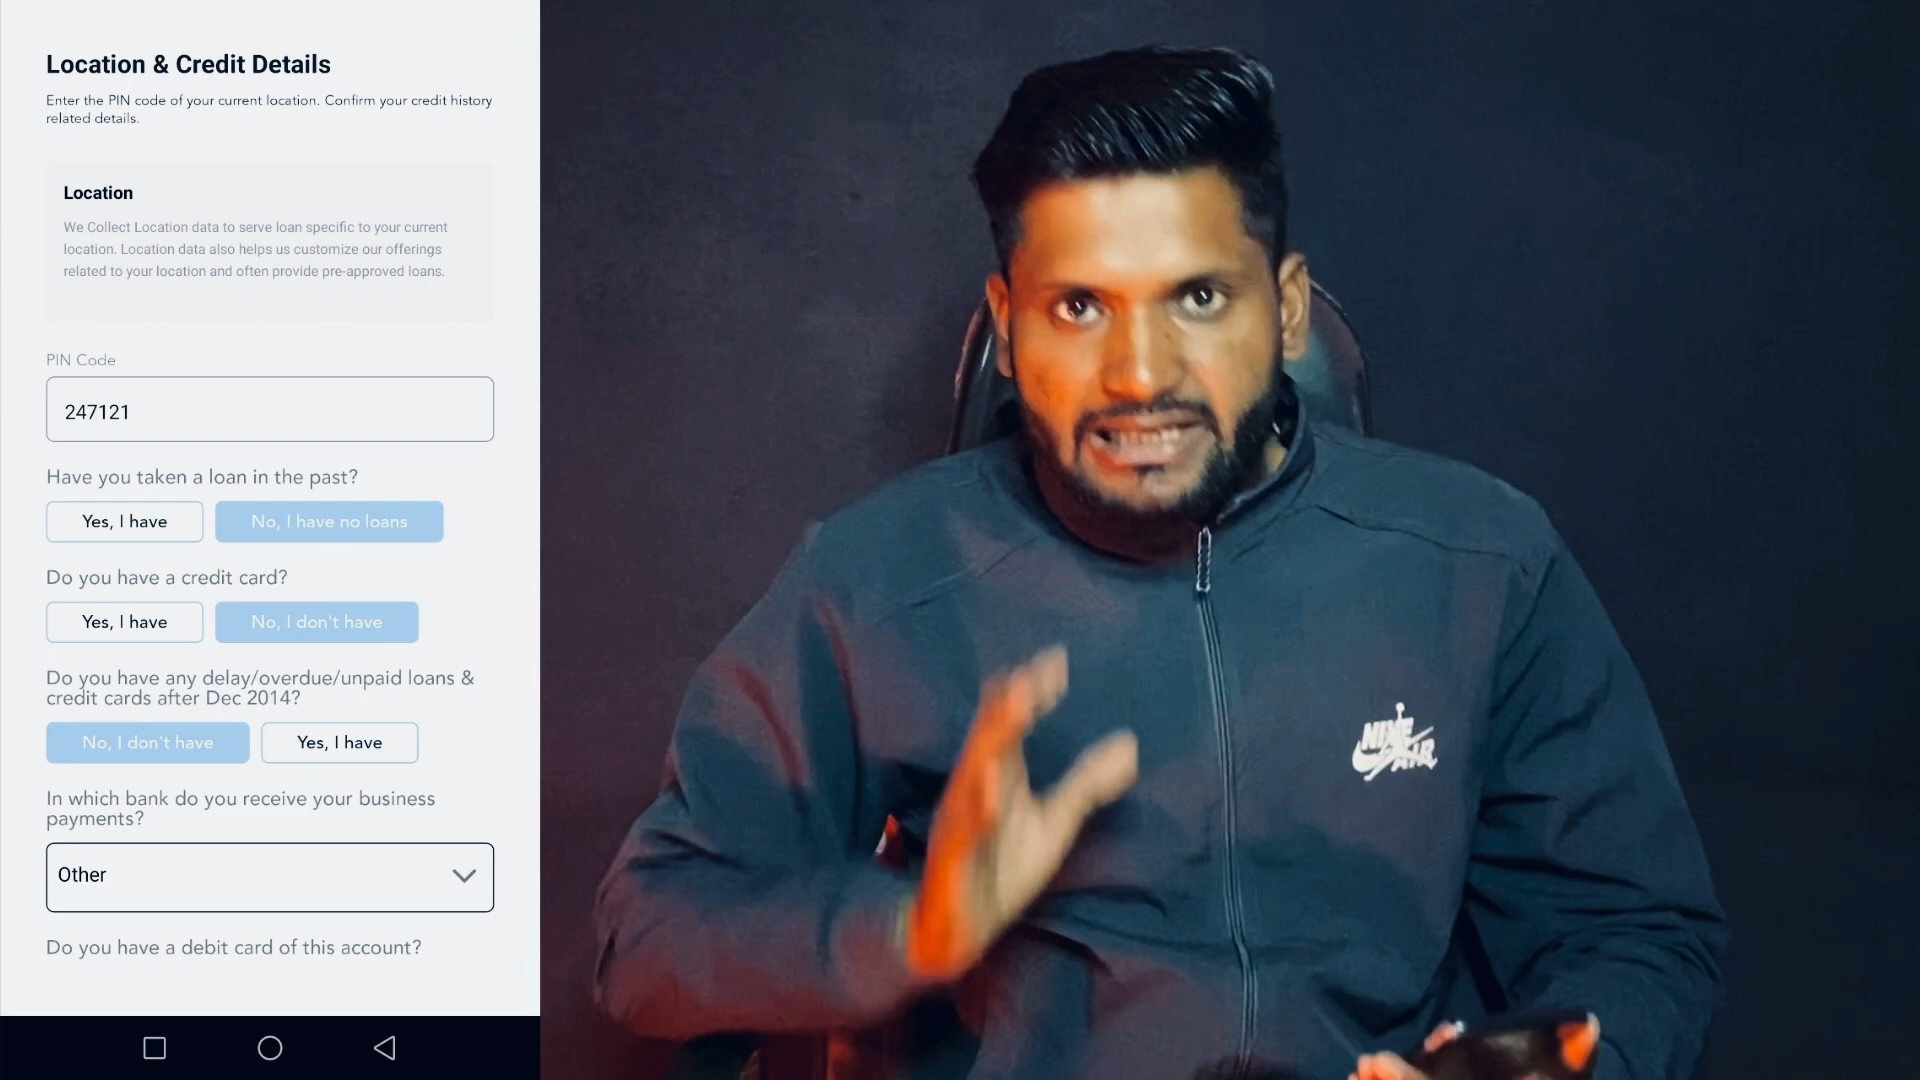 Location & Credit Details
Enter the PIN code of your current location. Confirm your credit history
related details.
Location
We Collect Location data to serve loan specific to your current
location. Location data also helps us customize our offerings
related to your location and often provide pre-approved loans.
PIN Code
247121
Have you taken a loan in the past?
Yes, I have
No, I have no loans
Do you have a credit card?
Yes, I have
No, I don't have
Do you have any delay/overdue/unpaid loans &
credit cards after Dec 2014?
No, I don't have
Yes, I have
In which bank do you receive your business
payments?
Other
Do you have a debit card of this account?
NIKE
AIR